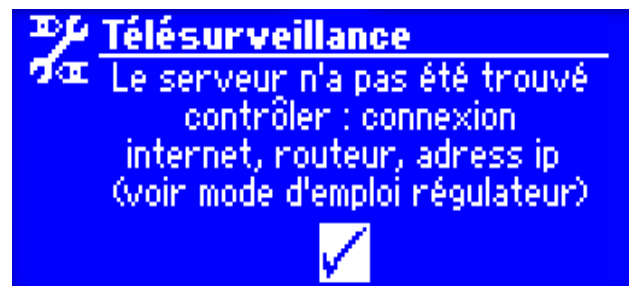 Télésurveillance
Le serveur n'a pas été trouvé
contrôler : connexion
internet, routeur, adress ip
(voir mode d'emploi régulateur)